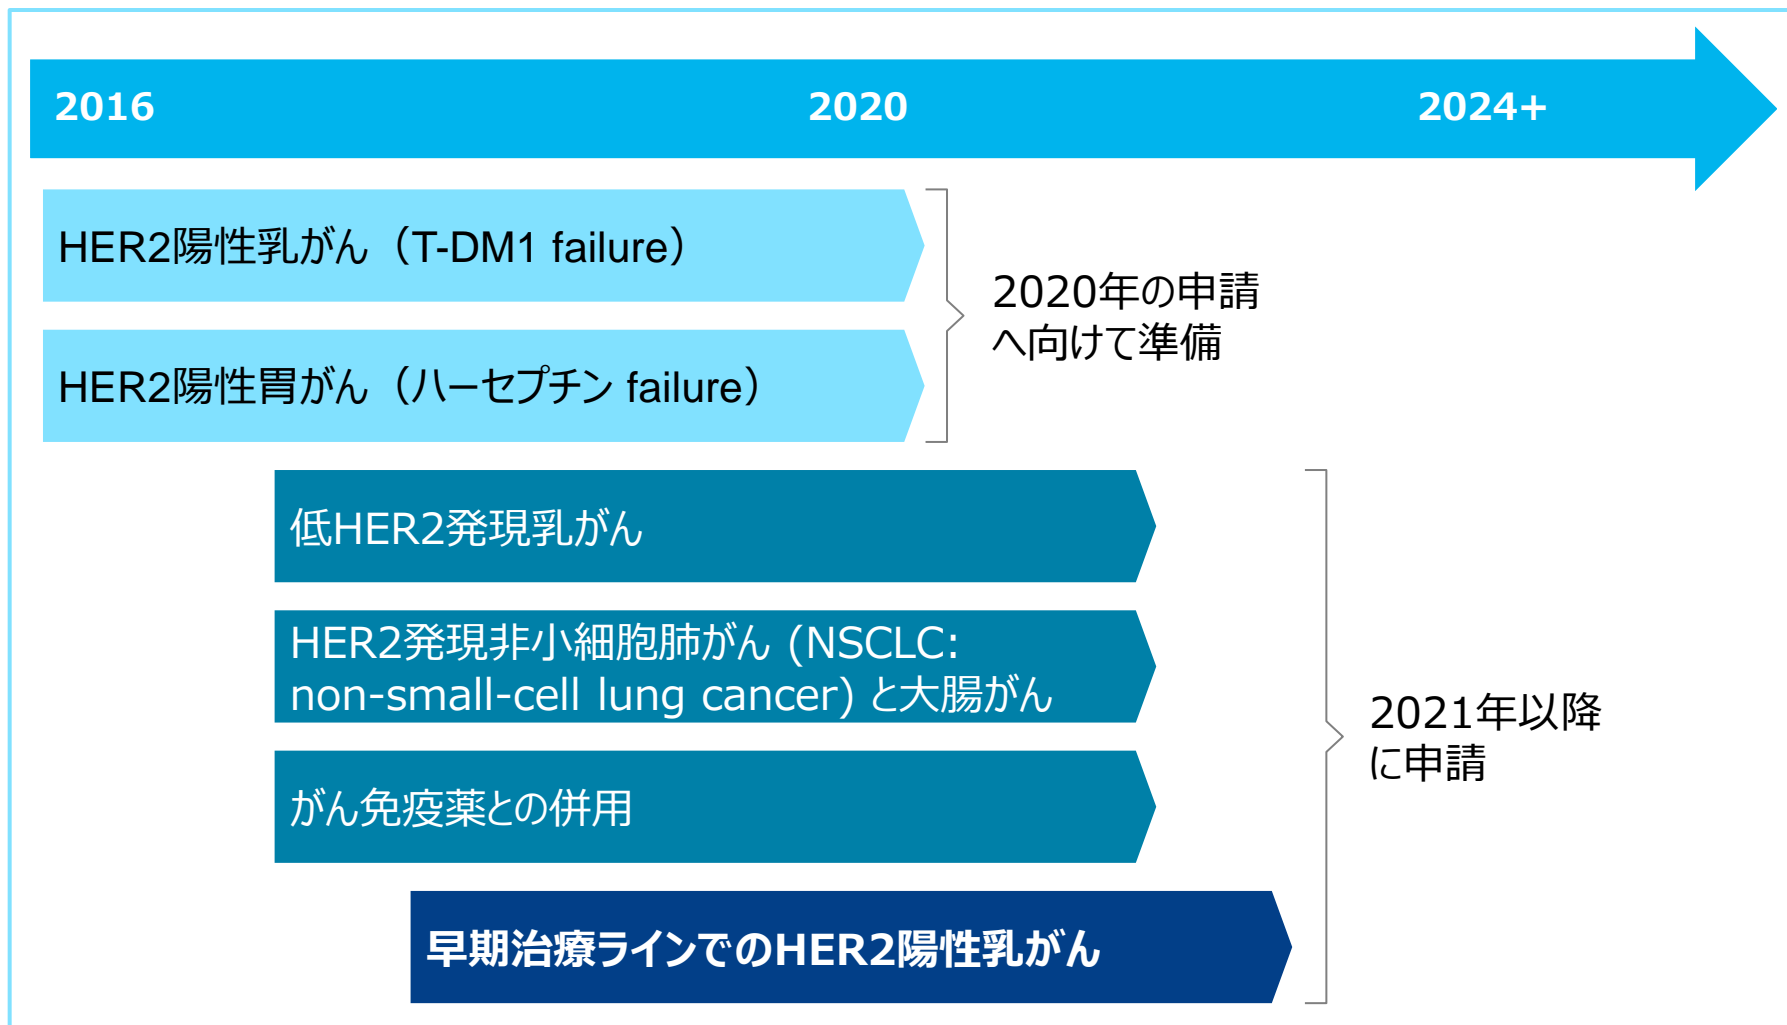 2016 2020 2024+
HER2陽性乳がん（T-DM1 failure）
HER2陽性胃がん（ハーセプチン failure）
2020年の申請
へ向けて準備
低HER2発現乳がん
HER2発現非小細胞肺がん (NSCLC:
non-small-cell lung cancer) と大腸がん
がん免疫薬との併用
早期治療ラインでのHER2陽性乳がん
2021年以降
に申請